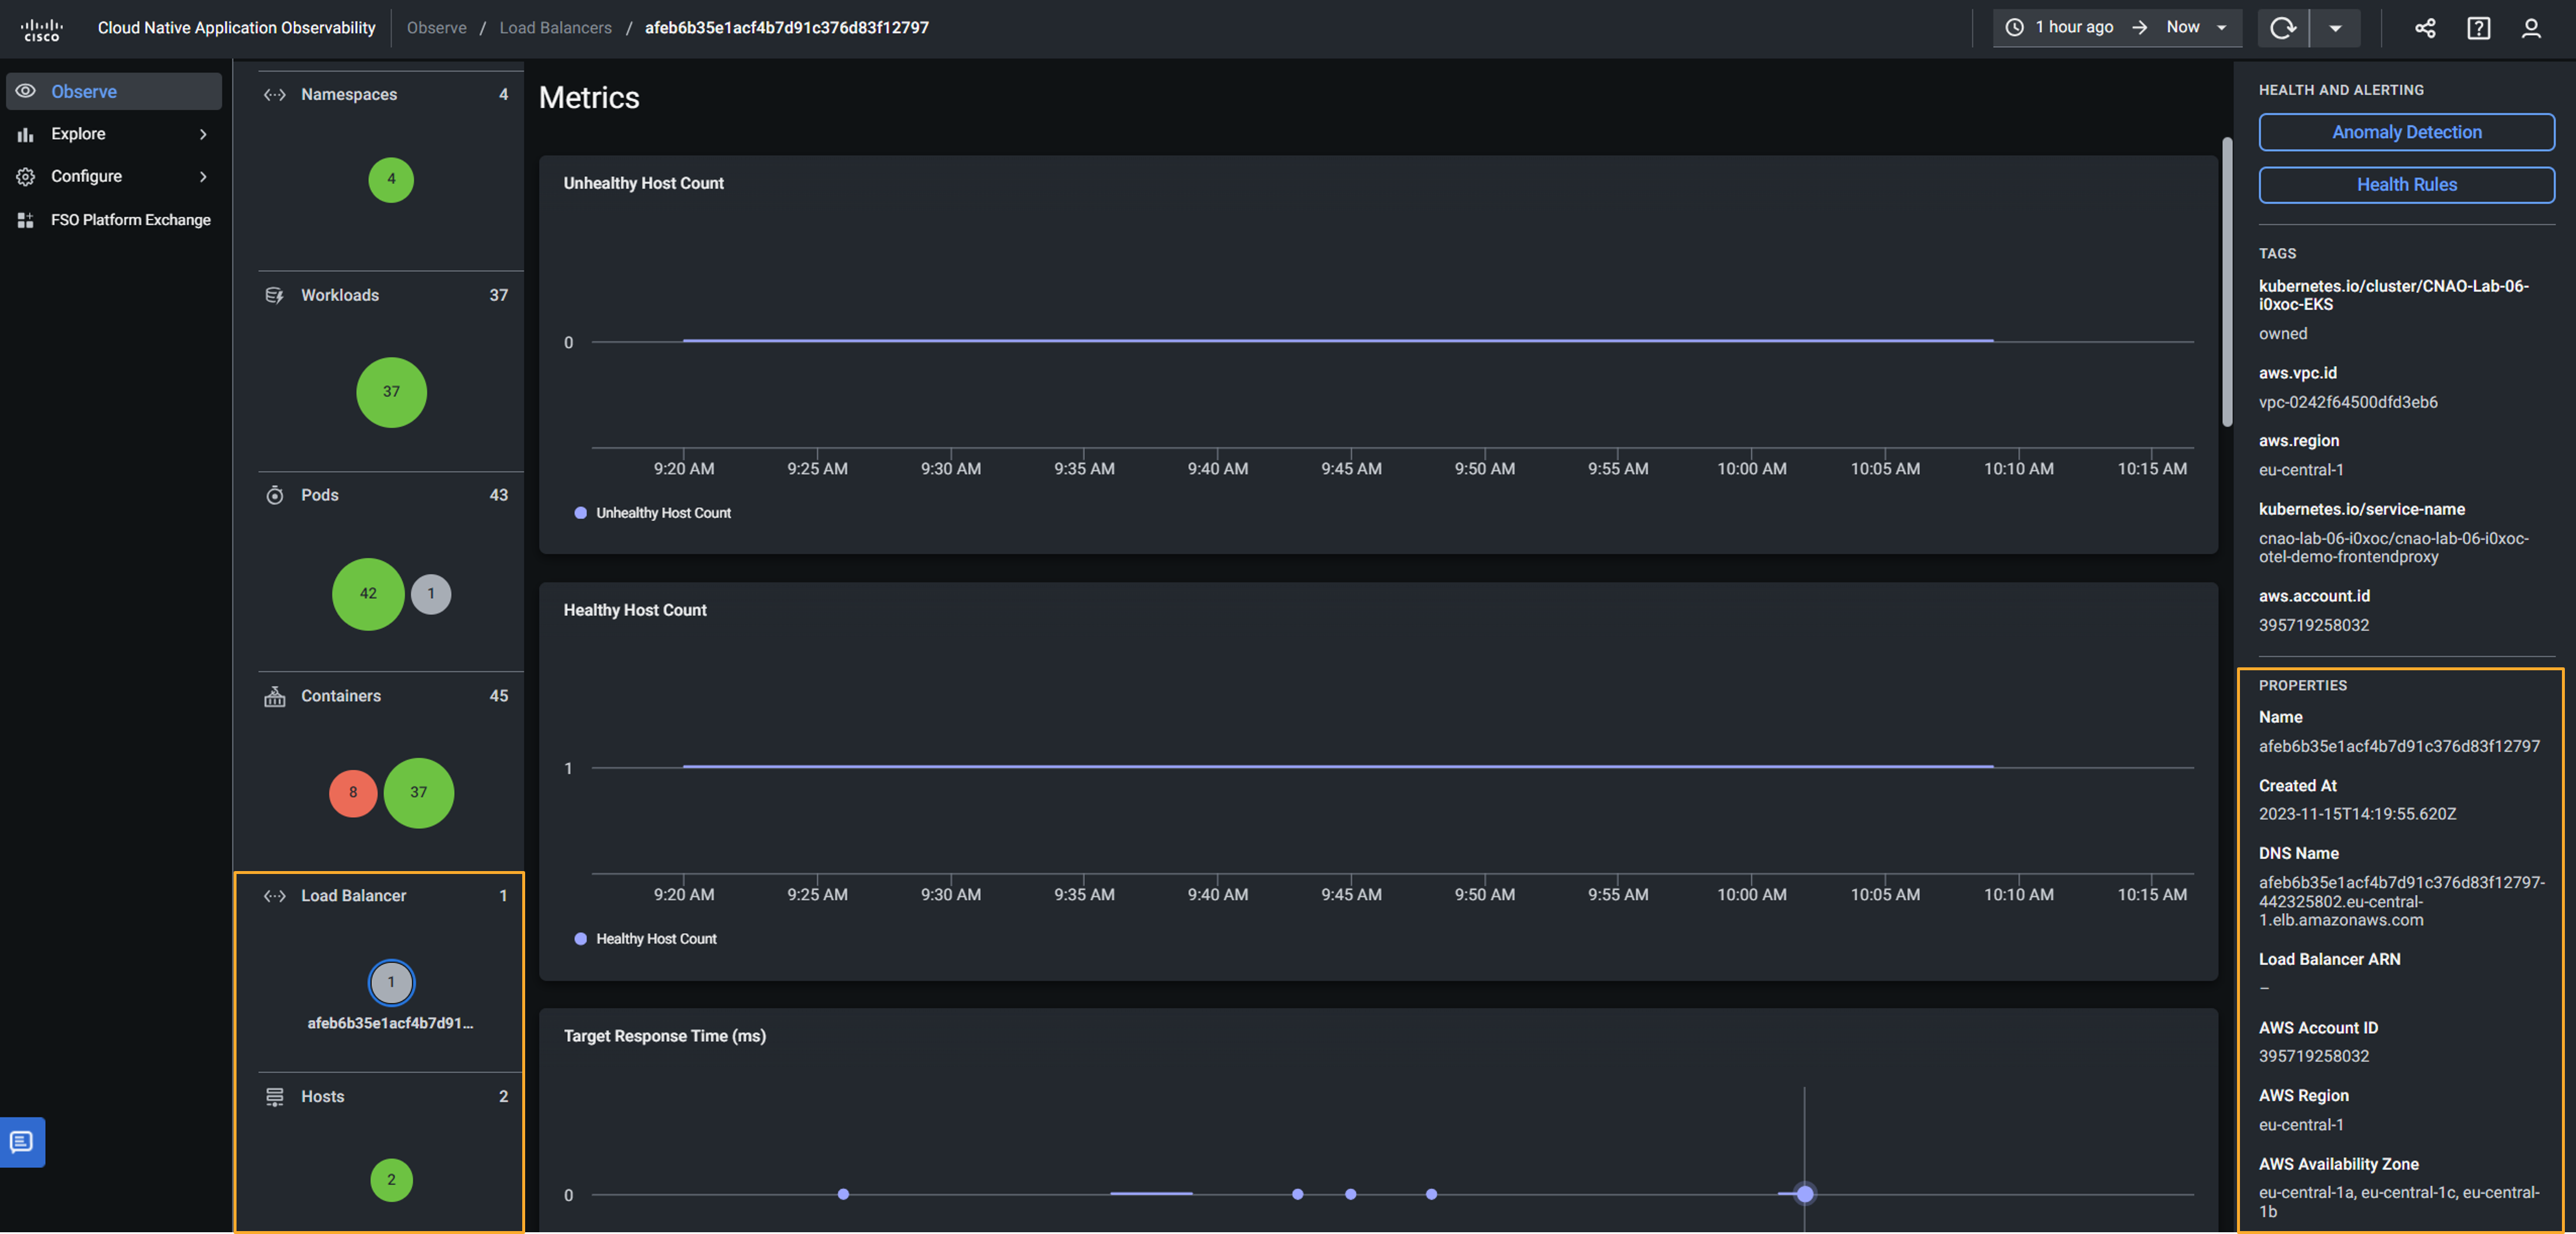 cisco
Cloud Native Application Observability
Observe / Load Balancers / afeb6b35e1acf4b7d91c376d83f12797
1 hour ago → Now
Observe
Explore
Configure
FSO Platform Exchange
Namespaces 4
4
Workloads 37
37
Pods 43
42 1
Containers 45
8 37
Load Balancer 1
1
afeb6b35e1acf4b7d91...
Hosts 2
2
Metrics
Unhealthy Host Count
0
9:20 AM 9:25 AM 9:30 AM 9:35 AM 9:40 AM 9:45 AM 9:50 AM 9:55 AM 10:00 AM 10:05 AM 10:10 AM 10:15 AM
Unhealthy Host Count
Healthy Host Count
1
9:20 AM 9:25 AM 9:30 AM 9:35 AM 9:40 AM 9:45 AM 9:50 AM 9:55 AM 10:00 AM 10:05 AM 10:10 AM 10:15 AM
Healthy Host Count
Target Response Time (ms)
0
HEALTH AND ALERTING
Anomaly Detection
Health Rules
TAGS
kubernetes.io/cluster/CNAO-Lab-06-
i0xoc-EKS
owned
aws.vpc.id
vpc-0242f64500dfd3eb6
aws.region
eu-central-1
kubernetes.io/service-name
cnao-lab-06-i0xoc/cnao-lab-06-i0xoc-
otel-demo-frontendproxy
aws.account.id
395719258032
PROPERTIES
Name
afeb6b35e1acf4b7d91c376d83f12797
Created At
2023-11-15T14:19:55.620Z
DNS Name
afeb6b35e1acf4b7d91c376d83f12797-
442325802.eu-central-
1.elb.amazonaws.com
Load Balancer ARN
–
AWS Account ID
395719258032
AWS Region
eu-central-1
AWS Availability Zone
eu-central-1a, eu-central-1c, eu-central-
1b